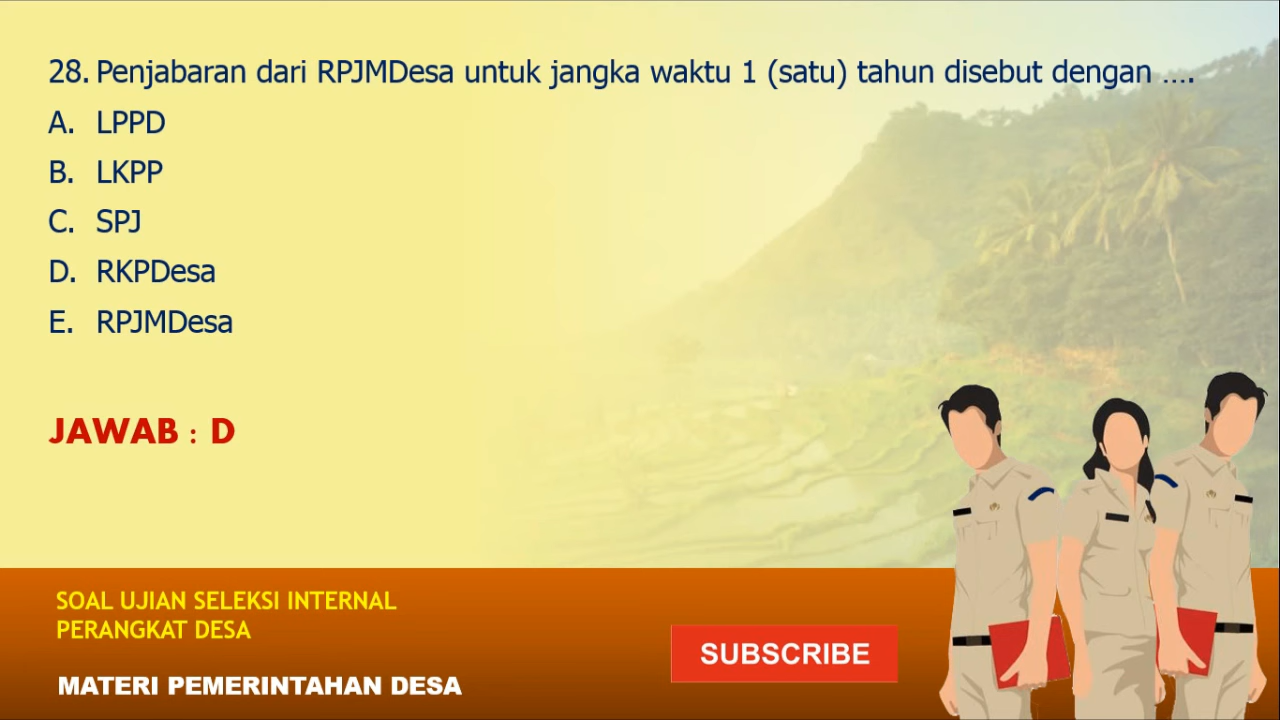 28. Penjabaran dari RPJMDesa untuk jangka waktu 1 (satu) tahun disebut dengan ....
A. LPPD
B. LKPP
C. SPJ
D. RKPDesa
E. RPJMDesa
JAWAB : D
SOAL UJIAN SELEKSI INTERNAL
PERANGKAT DESA
MATERI PEMERINTAHAN DESA
SUBSCRIBE